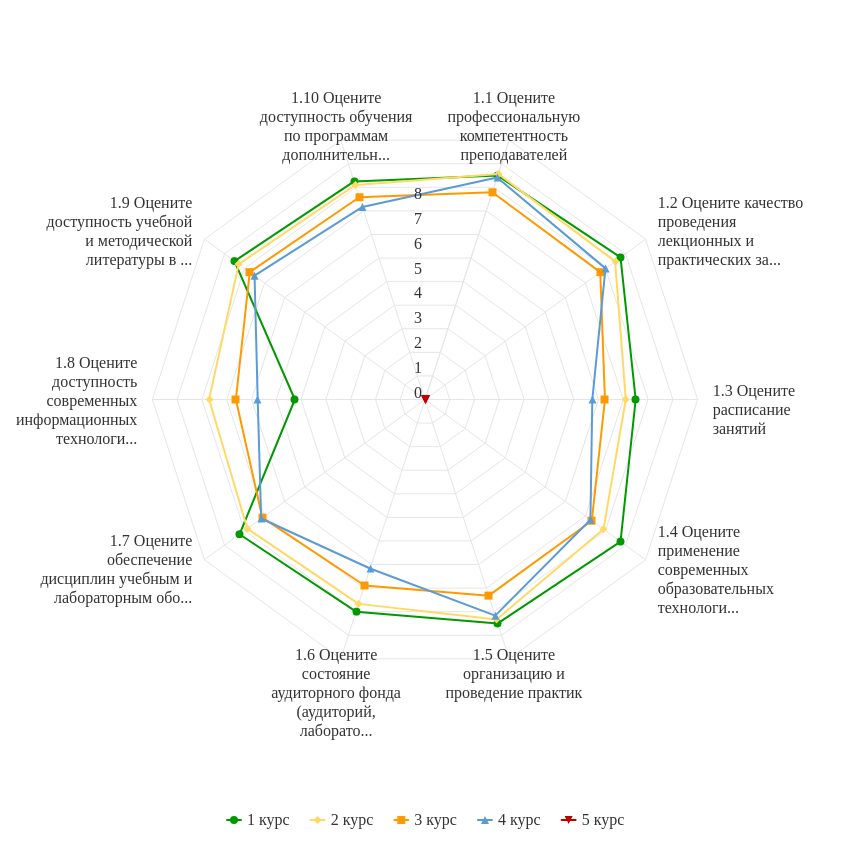 1.10 Оцените
доступность обучения
по программам
дополнительн...
1.1 Оцените
профессиональную
компетентность
преподавателей
1.2 Оцените качество
проведения
лекционных и
практических за...
1.3 Оцените
расписание
занятий
1.4 Оцените
применение
современных
образовательных
технологи...
1.5 Оцените
организацию и
проведение практик
1.6 Оцените
состояние
аудиторного фонда
(аудиторий,
лаборато...
1.7 Оцените
обеспечение
дисциплин учебным и
лабораторным обо...
1.8 Оцените
доступность
современных
информационных
технологи...
1.9 Оцените
доступность учебной
и методической
литературы в ...
8
7
6
5
4
3
2
1
0
1 курс 2 курс 3 курс 4 курс 5 курс